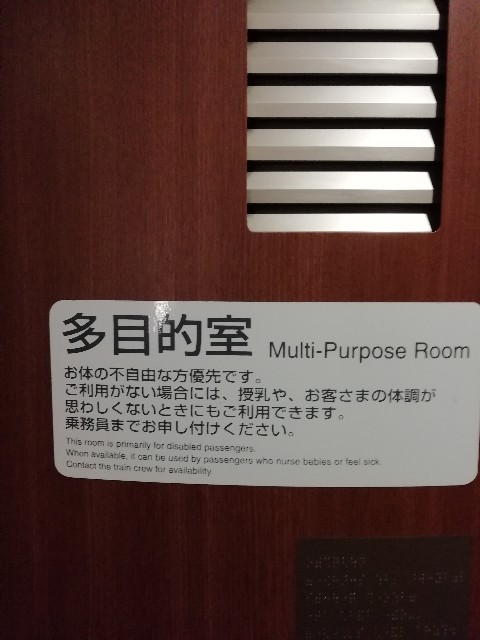 多目的室 Multi-Purpose Room
お体の不自由な方優先です。
ご利用がない場合には、授乳や、お客さまの体調が
思わしくないときにもご利用できます。
乗務員までお申し付けください。
This room is primarily for disabled passengers.
When available, it can be used by passengers who nurse babies or feel sick.
Contact the train crew for availability.